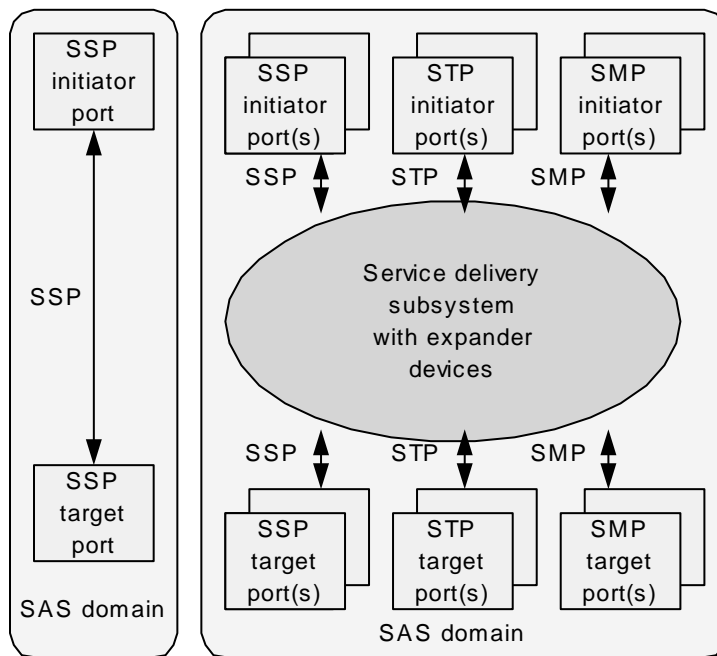 SSP
initiator
port
SSP
SSP
target
port
SAS domain
SSP
initiator
port(s)
STP
initiator
port(s)
SMP
initiator
port(s)
SSP
STP
SMP
Service delivery
subsystem
with expander
devices
SSP
STP
SMP
SSP
target
port(s)
STP
target
port(s)
SMP
target
port(s)
SAS domain